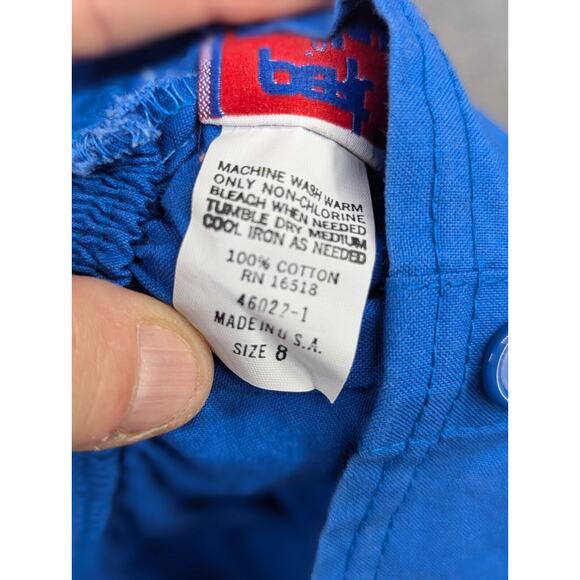 MACHINE WASH WARM
ONLY NON-CHLORINE
BLEACH WHEN NEEDED
TUMBLE DRY MEDIUM
COOL IRON AS NEEDED
100% COTTON
RN 16518
46022-1
MADE IN U.S.A.
SIZE 8